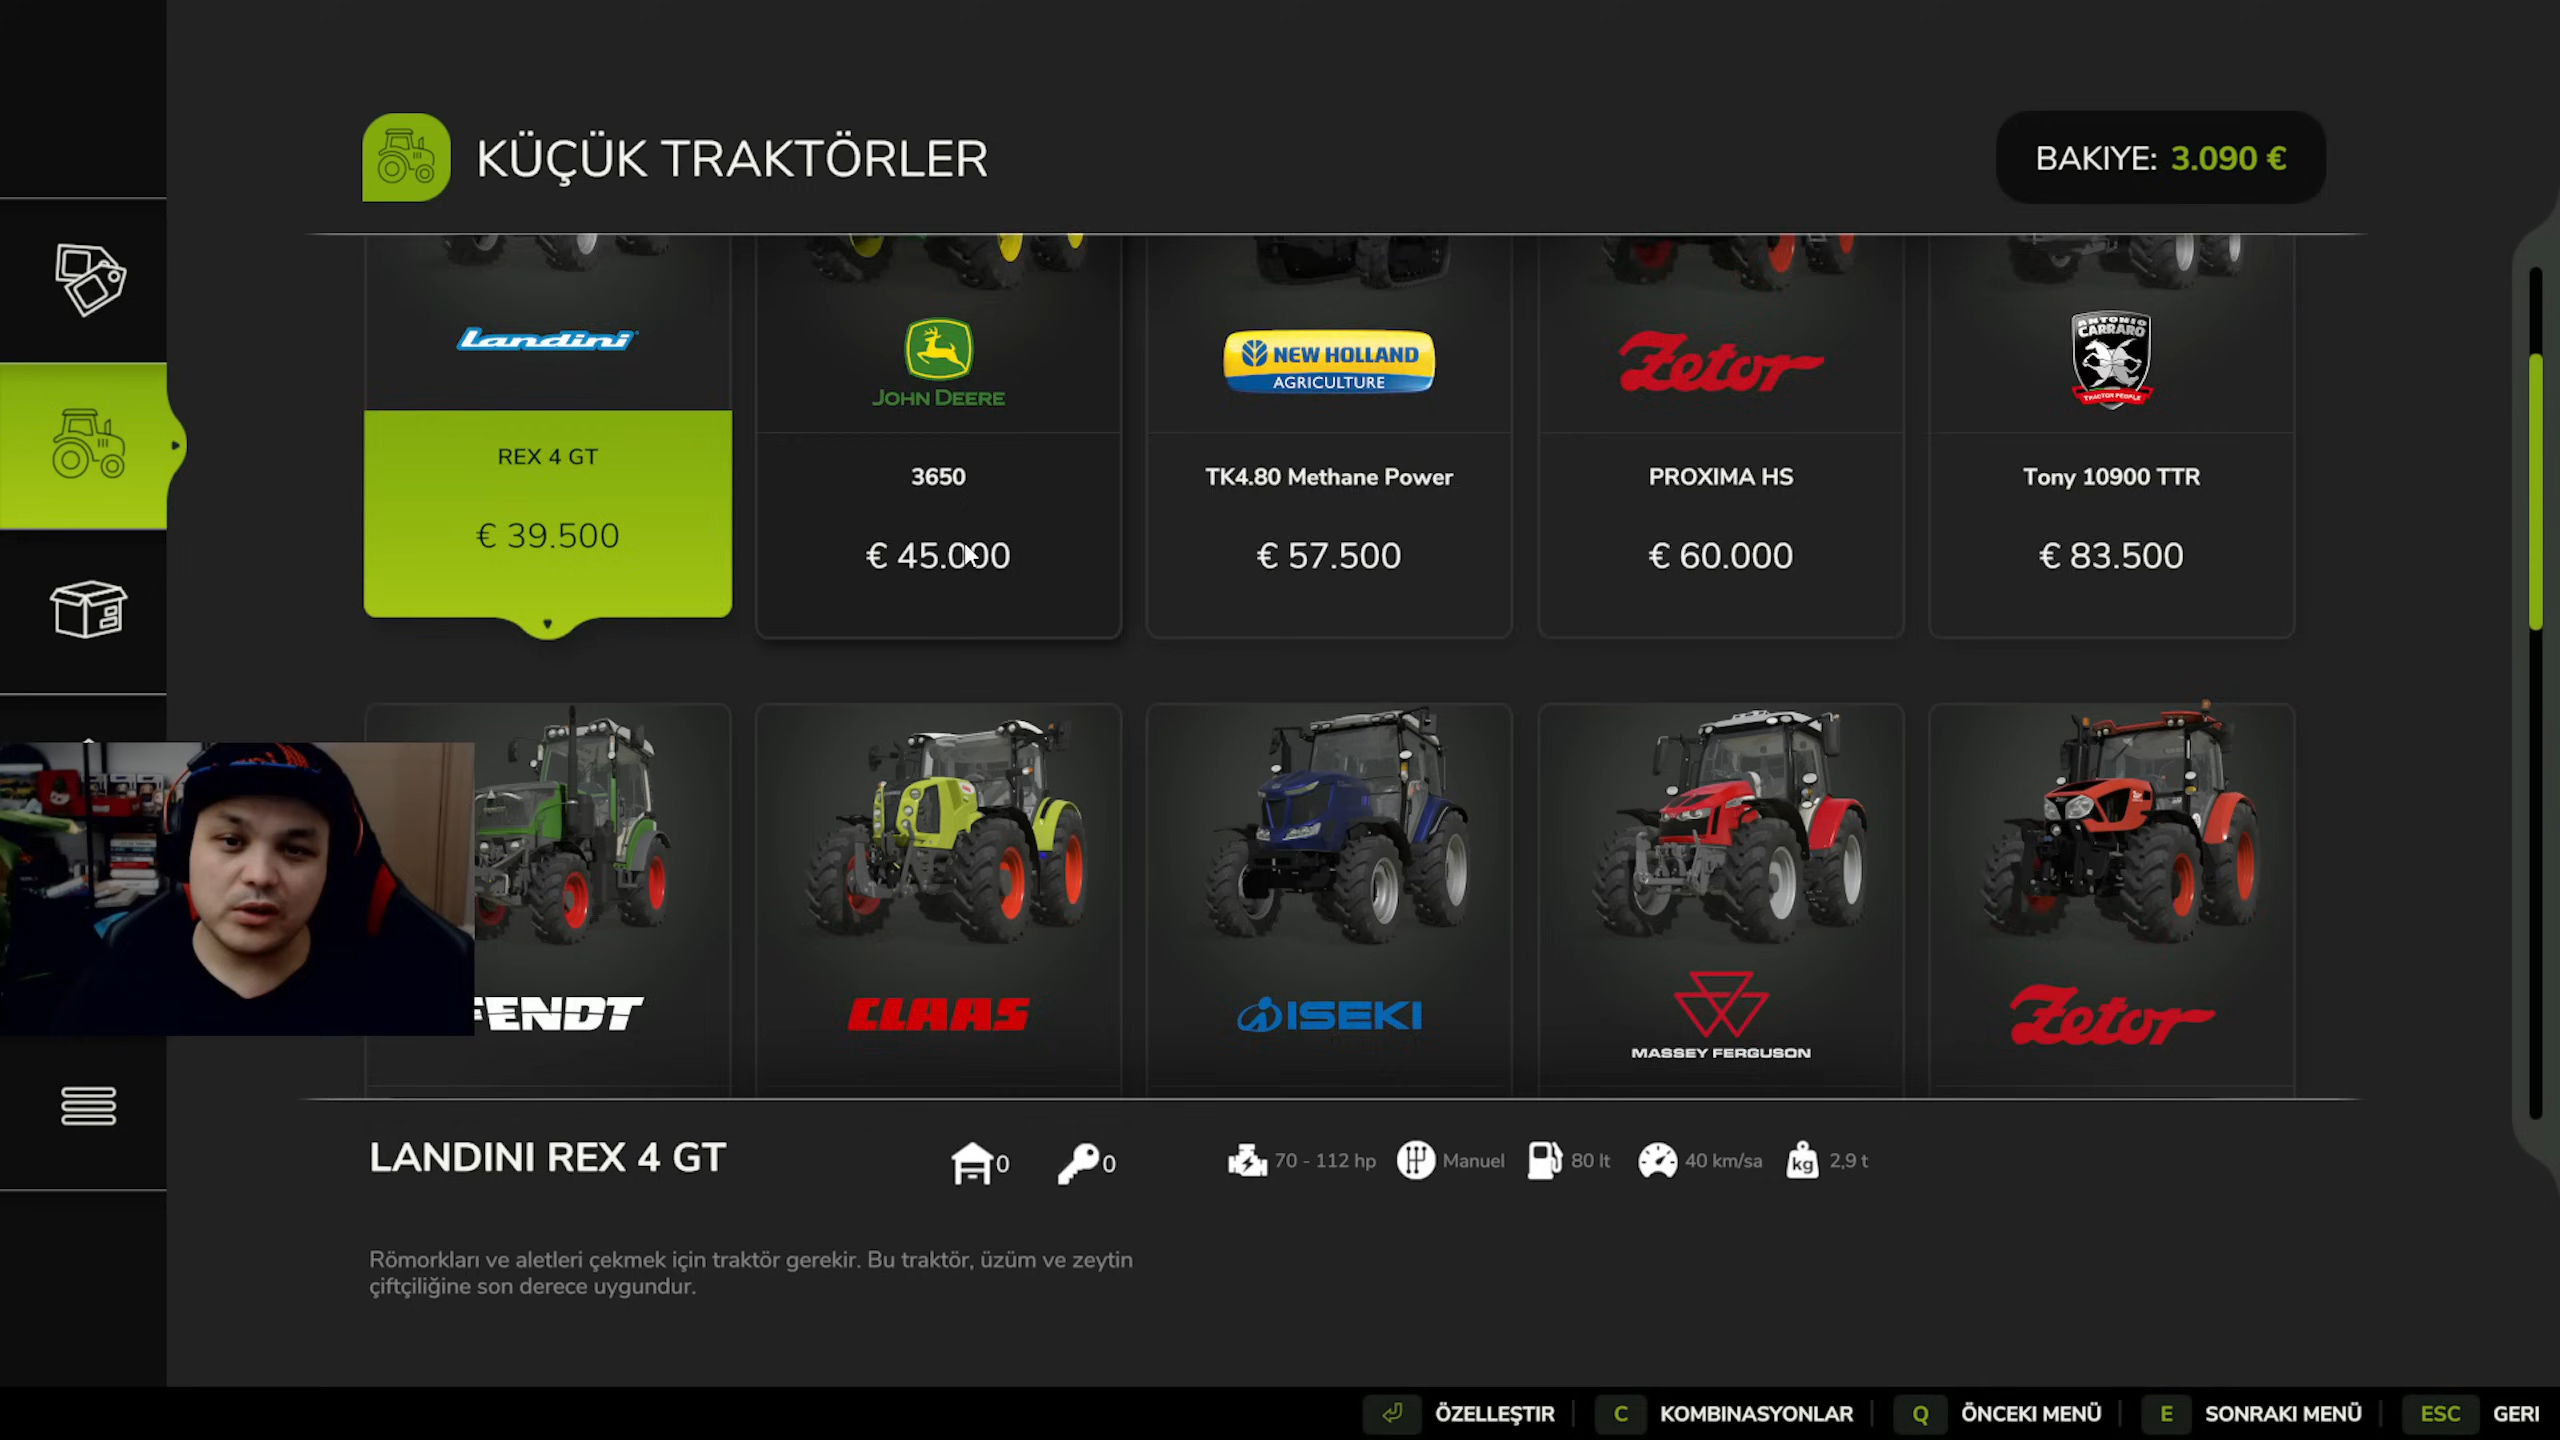 KÜÇÜK TRAKTÖRLER
BAKIYE: 3.090 €
Landini
JOHN DEERE
NEW HOLLAND
AGRICULTURE
Zetor
ANTONIO
CARRARO
TRACTOR PEOPLE
REX 4 GT
€ 39.500
3650
€ 45.000
TK4.80 Methane Power
€ 57.500
PROXIMA HS
€ 60.000
Tony 10900 TTR
€ 83.500
FENDT
CLAAS
ISEKI
MASSEY FERGUSON
Zetor
LANDINI REX 4 GT
0
0
70 - 112 hp
Manuel
80 lt
40 km/sa
kg
2,9 t
Römorkları ve aletleri çekmek için traktör gerekir. Bu traktör, üzüm ve zeytin
çiftçiliğine son derece uygundur.
ÖZELLEŞTIR
C KOMBINASYONLAR
Q ÖNCEKI MENÜ
E SONRAKI MENÜ
ESC GERI